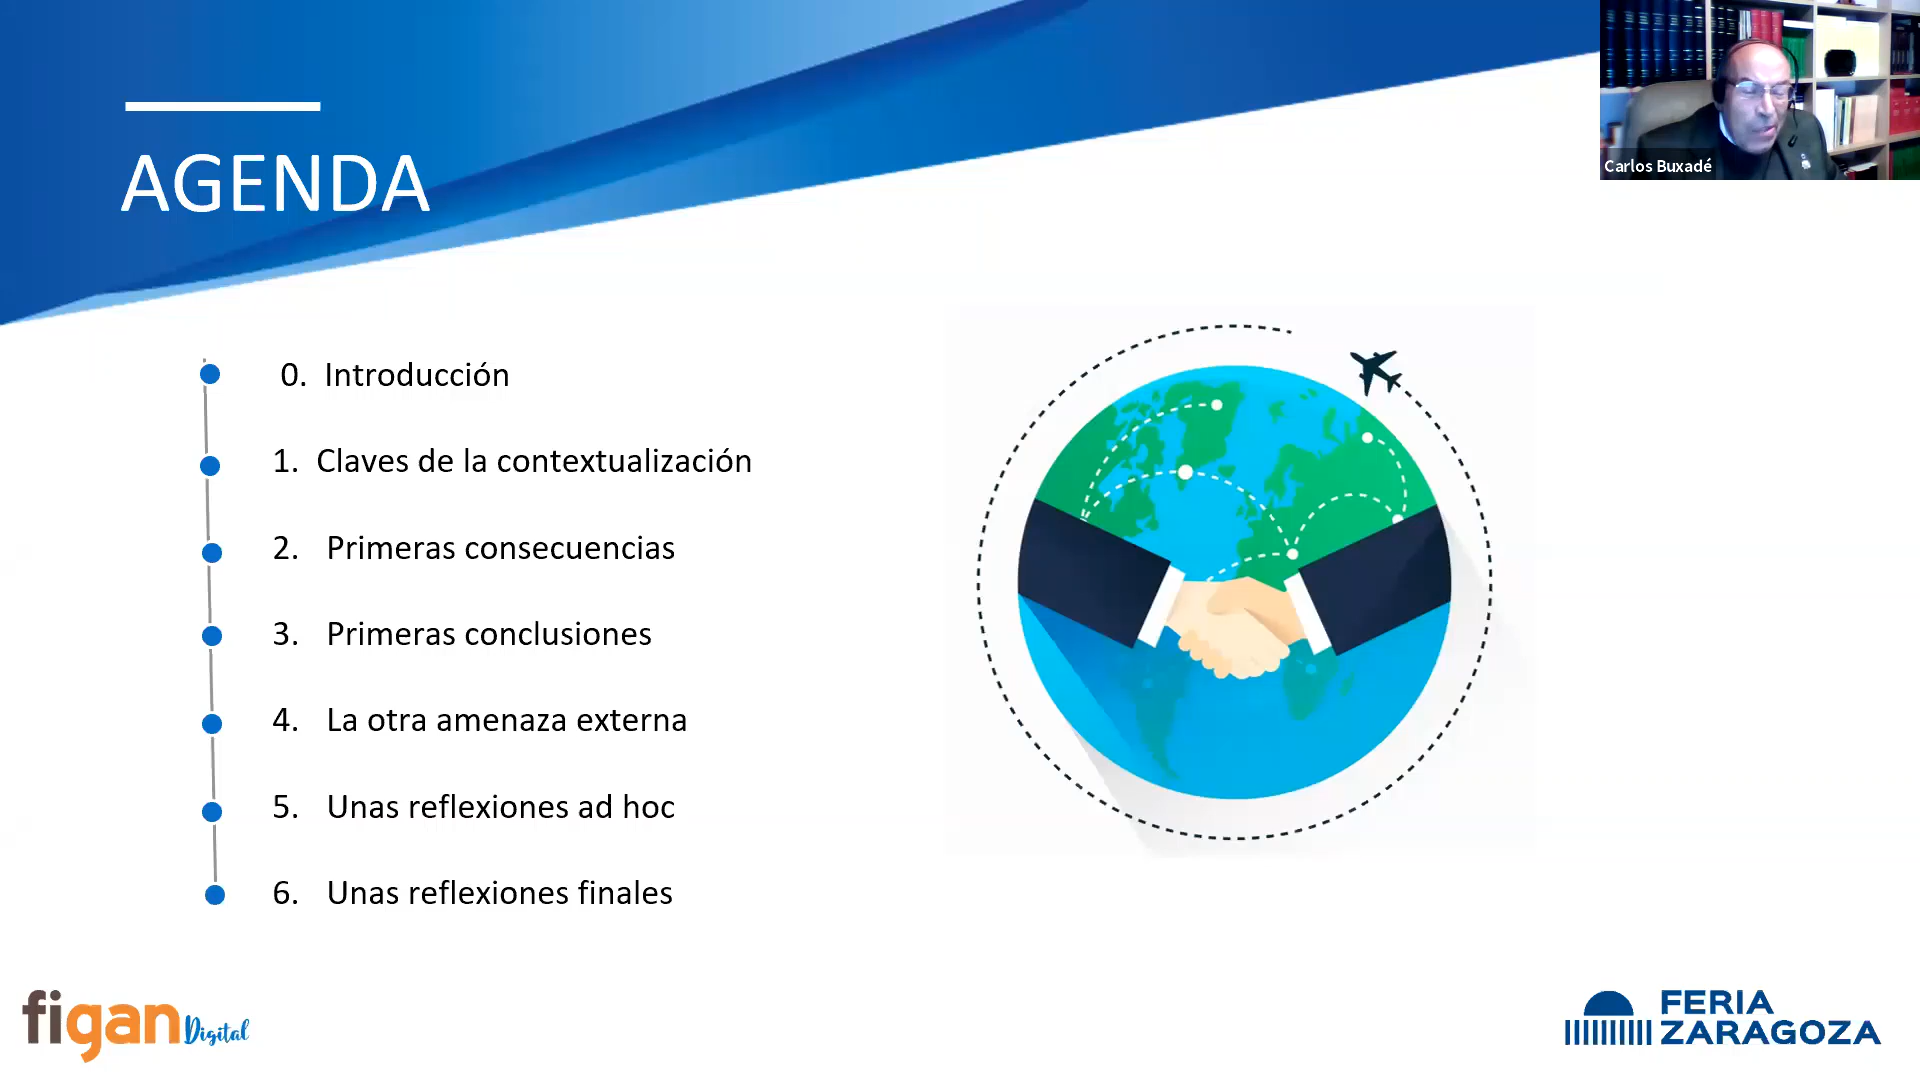 Carlos Buxadé
AGENDA
0. Introducción
1. Claves de la contextualización
2. Primeras consecuencias
3. Primeras conclusiones
4. La otra amenaza externa
5. Unas reflexiones ad hoc
6. Unas reflexiones finales
figan Digital
FERIA
ZARAGOZA